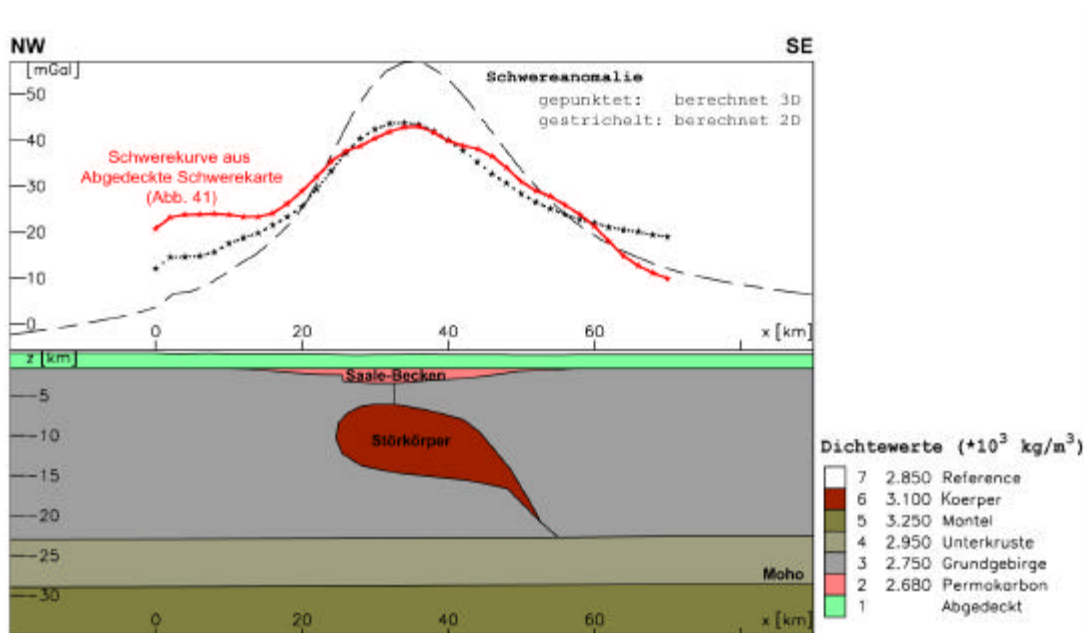 NW SE
[mGal]
50
40
30
20
10
0
Schwereanomalie
gepunktet: berechnet 3D
gestrichelt: berechnet 2D
Schwerekurve aus
Abgedeckte Schwerekarte
(Abb. 41)
0 20 40 60 x [km]
z [km]
Saale-Becken
-5
-10
-15
-20
-25
-30
Störkörper
Moho
0 20 40 60 x [km]
Dichtewerte (*10³ kg/m³)
7 2.850 Reference
6 3.100 Koerper
5 3.250 Mantel
4 2.950 Unterkruste
3 2.750 Grundgebirge
2 2.680 Permokarbon
1 Abgedeckt